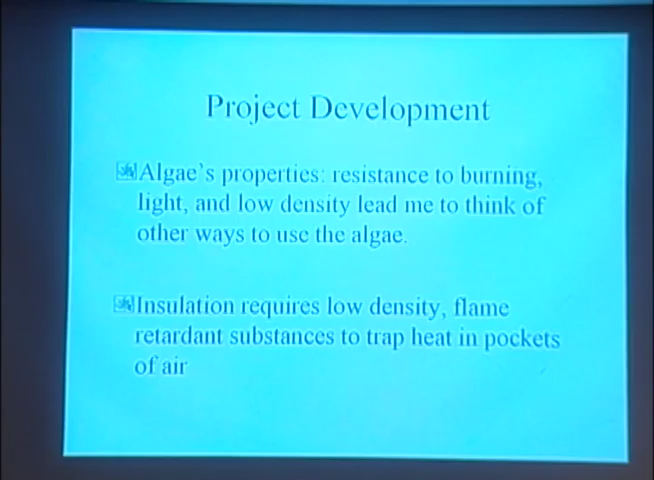 Project Development
Algae's properties: resistance to burning,
light, and low density lead me to think of
other ways to use the algae.
Insulation requires low density, flame
retardant substances to trap heat in pockets
of air